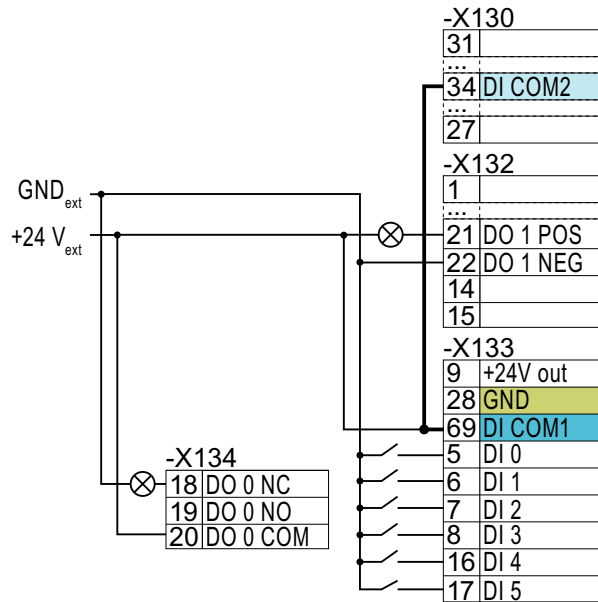 -X130
31
...
34 DI COM2
...
27
-X132
1
...
21 DO 1 POS
22 DO 1 NEG
14
15
-X133
9 +24V out
28 GND
69 DI COM1
5 DI 0
6 DI 1
7 DI 2
8 DI 3
16 DI 4
17 DI 5
GND ext
+24 V ext
-X134
18 DO 0 NC
19 DO 0 NO
20 DO 0 COM